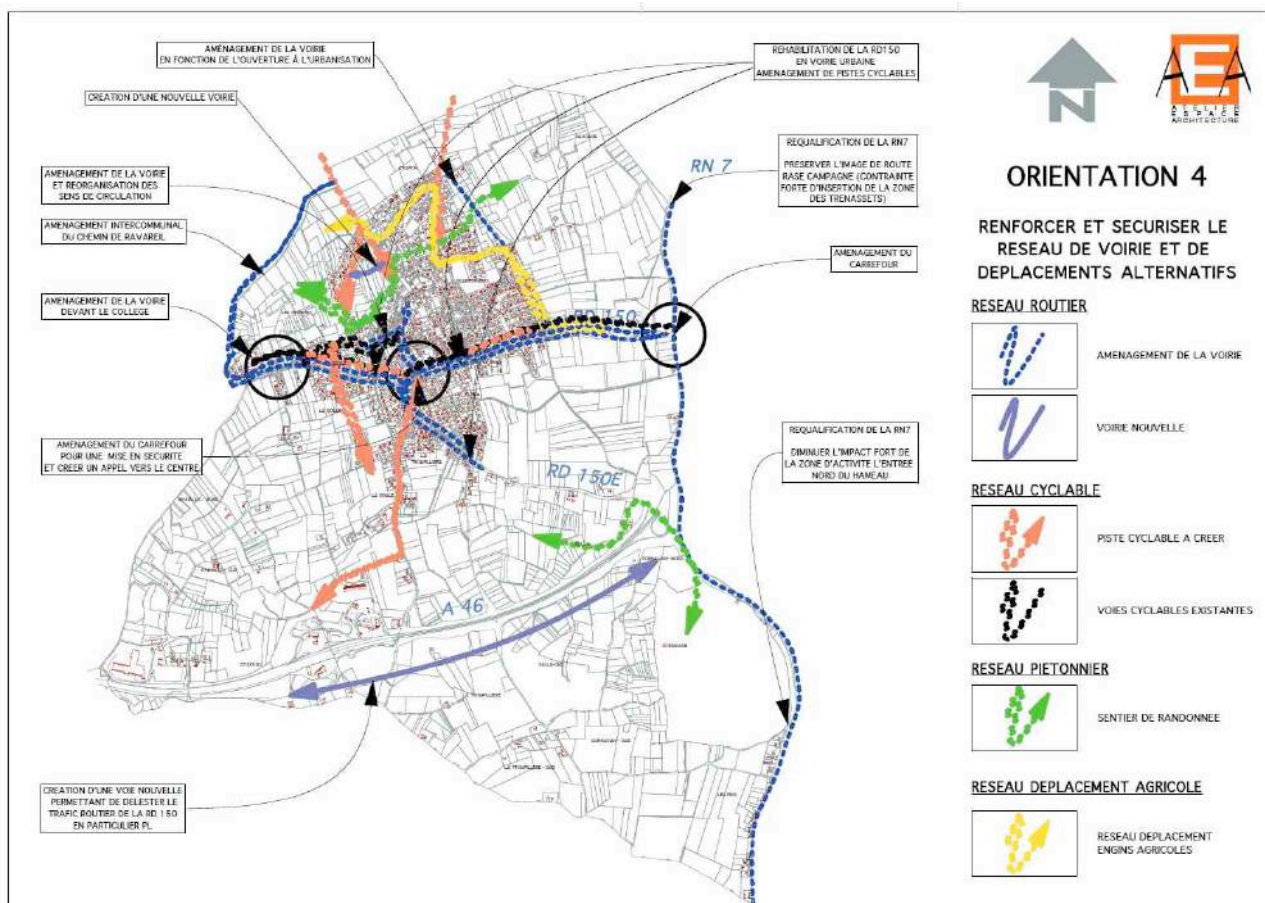 AMÉNAGEMENT DE LA VOIRIE
EN FONCTION DE L'OUVERTURE À L'URBANISATION
CREATION D'UNE NOUVELLE VOIRIE
AMENAGEMENT DE LA VOIRIE
ET REORGANISATION DES
SENS DE CIRCULATION
AMENAGEMENT INTERCOMMUNAL
DU CHEMIN DE RAVAREIL
AMENAGEMENT DE LA VOIRIE
DEVANT LE COLLEGE
AMENAGEMENT DU CARREFOUR
POUR UNE MISE EN SECURITE
ET CREER UN APPEL VERS LE CENTRE
CREATION D'UNE VOIE NOUVELLE
PERMETTANT DE DELESTER LE
TRAFIC ROUTIER DE LA RD 150
EN PARTICULIER PL
REHABILITATION DE LA RD150
EN VOIRIE URBAINE
AMENAGEMENT DE PISTES CYCLABLES
REQUALIFICATION DE LA RN7
PRESERVER L'IMAGE DE ROUTE
RASE CAMPAGNE (CONTRAINTE
FORTE D'INSERTION DE LA ZONE
DES TRENASSETS)
AMENAGEMENT DU
CARREFOUR
REQUALIFICATION DE LA RN7
DIMINUER L'IMPACT FORT DE
LA ZONE D'ACTIVITE L'ENTREE
NORD DU HAMEAU
RN 7
RD 150
RD 150E
A 46
N
AEA
ATELIER
ESPACE
ARCHITECTURE
ORIENTATION 4
RENFORCER ET SECURISER LE
RESEAU DE VOIRIE ET DE
DEPLACEMENTS ALTERNATIFS
RESEAU ROUTIER
AMENAGEMENT DE LA VOIRIE
VOIRIE NOUVELLE
RESEAU CYCLABLE
PISTE CYCLABLE A CREER
VOIES CYCLABLES EXISTANTES
RESEAU PIETONNIER
SENTIER DE RANDONNEE
RESEAU DEPLACEMENT AGRICOLE
RESEAU DEPLACEMENT
ENGINS AGRICOLES